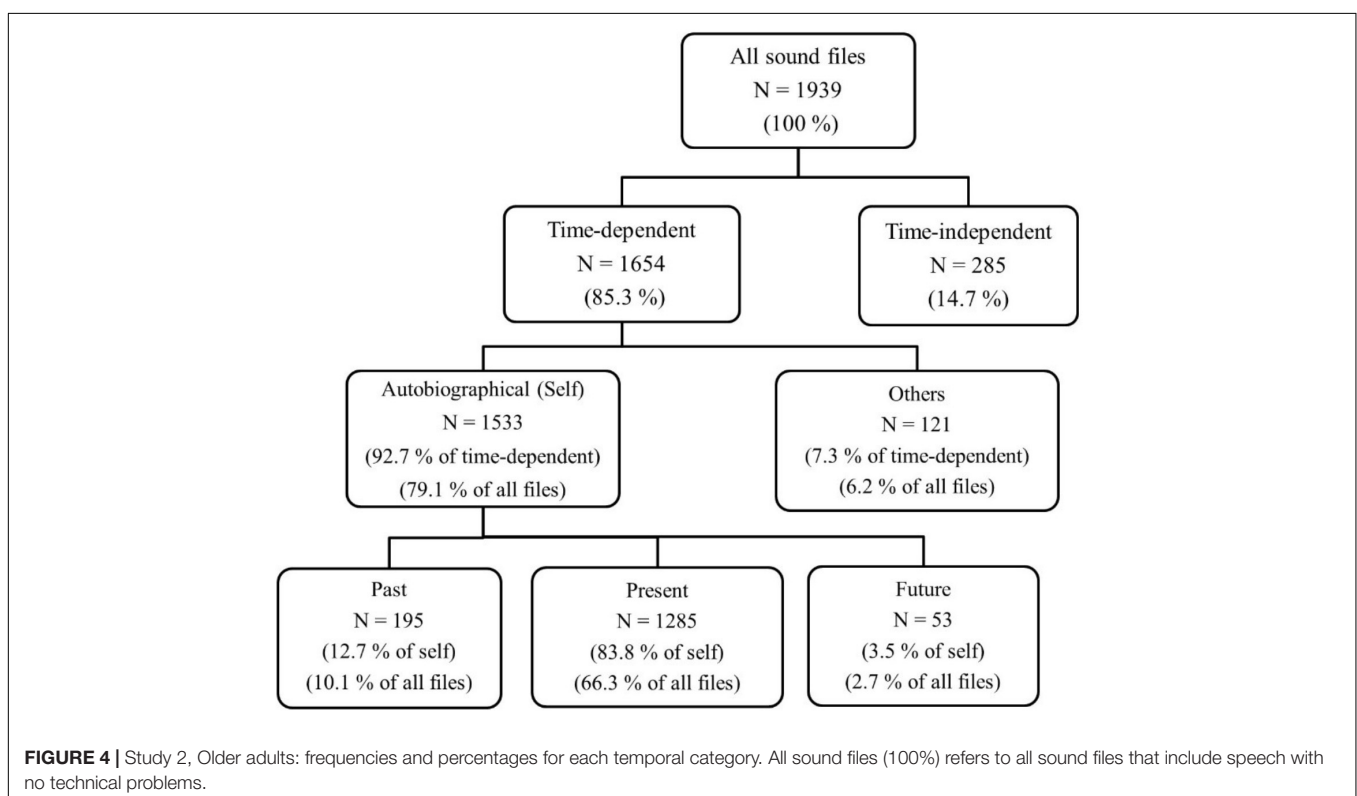 All sound files
N = 1939
(100 %)
Time-dependent
N = 1654
(85.3 %)
Time-independent
N = 285
(14.7 %)
Autobiographical (Self)
N = 1533
(92.7 % of time-dependent)
(79.1 % of all files)
Others
N = 121
(7.3 % of time-dependent)
(6.2 % of all files)
Past
N = 195
(12.7 % of self)
(10.1 % of all files)
Present
N = 1285
(83.8 % of self)
(66.3 % of all files)
Future
N = 53
(3.5 % of self)
(2.7 % of all files)
FIGURE 4 | Study 2, Older adults: frequencies and percentages for each temporal category. All sound files (100%) refers to all sound files that include speech with
no technical problems.